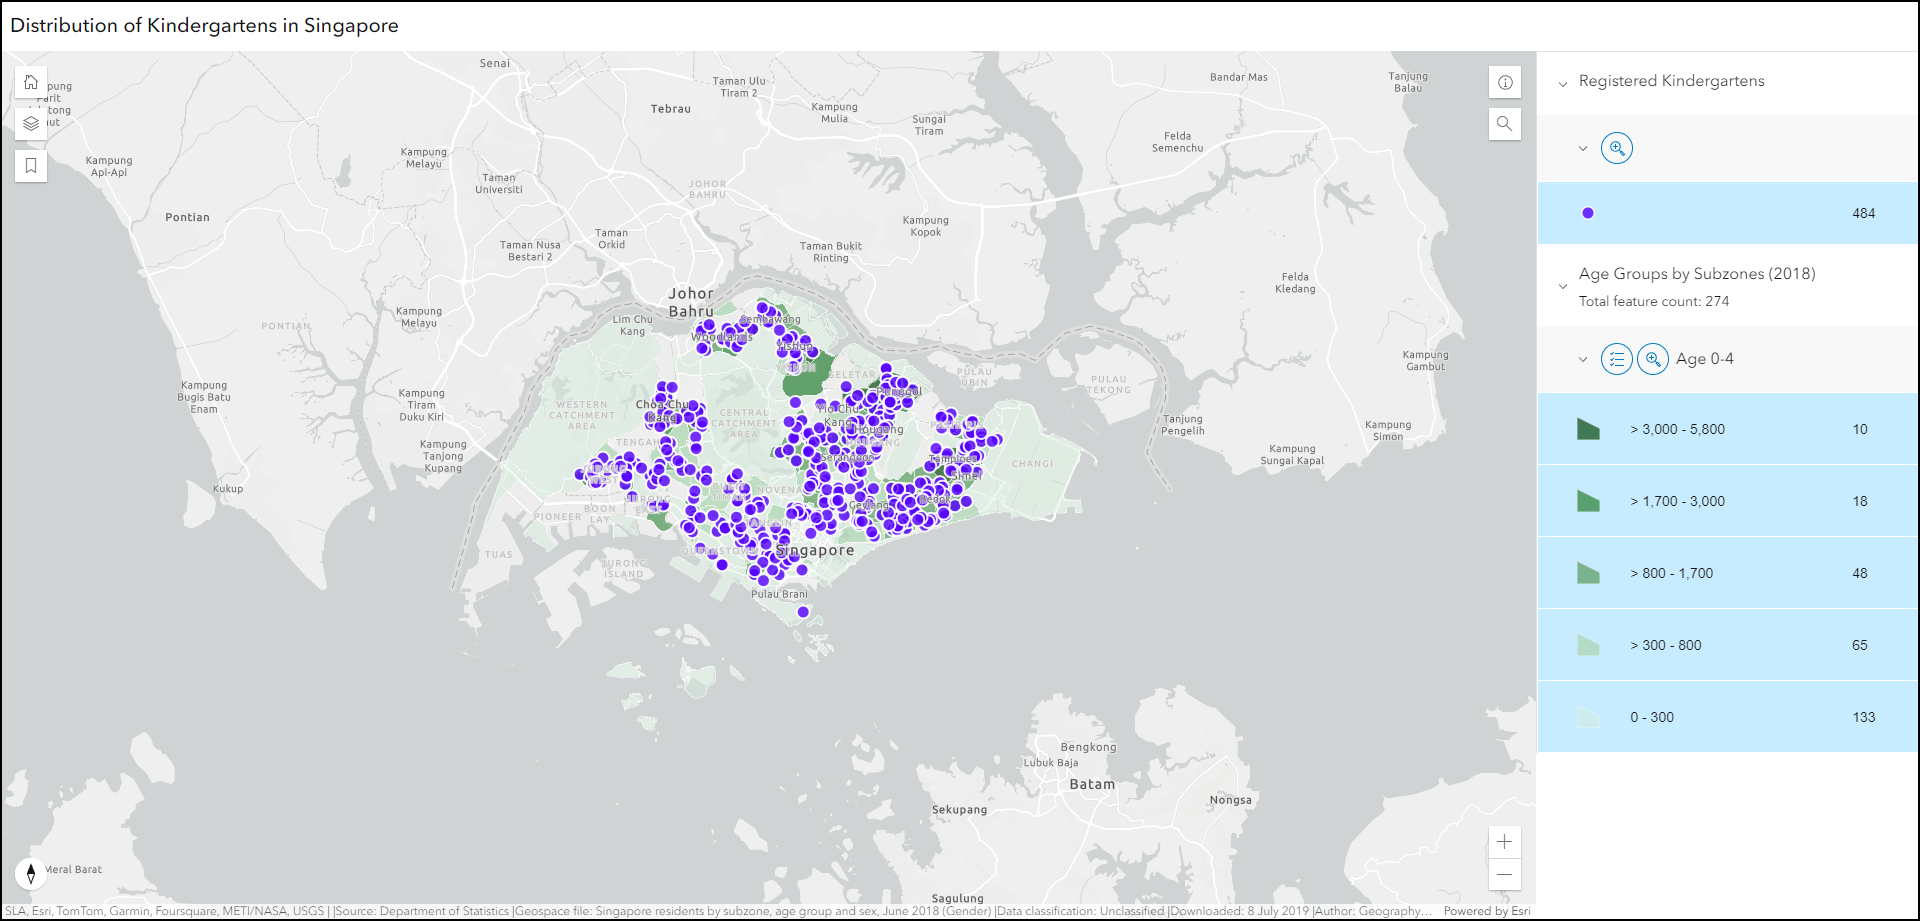 Distribution of Kindergartens in Singapore
Senai
Taman Ulu
Tiram 2
Bandar Mas
Tanjung
Balau
Tebrau
Kampung
Mulia
Sungai
Tiram
Felda
Semenchu
Kampung
Melayu
Kampung
Api-Api
Taman
Universiti
JOHOR
BAHRU
Pontian
Kampung
Kopok
Taman
Orkid
Taman Nusa
Bestari 2
Taman Bukit
Rinting
Felda
Kledang
Johor
Bahru
Kampung
Melayu
PONTIAN
Lim Chu
Kang
Sembawang
Woodlands
Yishun
Kampung
Gambut
SELETAR
PULAU
UBIN
PULAU
TEKONG
Kampung
Bugis Batu
Enam
Kampung
Tiram
Duku Kiri
Punggol
WESTERN
CATCHMENT
AREA
Choa Chu
Kang
CENTRAL
CATCHMENT
AREA
Yio Chu
Kang
Hougang
Tanjung
Pengelih
Kampung
Simon
TENGAH
Kampung
Tanjong
Kupang
Kampung
Sungai Kapal
Serangoon
Tampines
Simei
CHANGI
Kukup
NOVENA
Bedok
Geylang
JURONG
EAST
PIONEER
BOON
LAY
TUAS
QUEENSTOWN
Singapore
JURONG
ISLAND
Pulau Brani
Bengkong
Lubuk Baja
Batam
Nongsa
Sekupang
Sagulung
Meral Barat
SLA, Esri, TomTom, Garmin, Foursquare, METI/NASA, USGS | |Source: Department of Statistics |Geospace file: Singapore residents by subzone, age group and sex, June 2018 (Gender) |Data classification: Unclassified |Downloaded: 8 July 2019 |Author: Geography...
Powered by Esri
Registered Kindergartens
484
Age Groups by Subzones (2018)
Total feature count: 274
Age 0-4
> 3,000 - 5,800 10
> 1,700 - 3,000 18
> 800 - 1,700 48
> 300 - 800 65
0 - 300 133